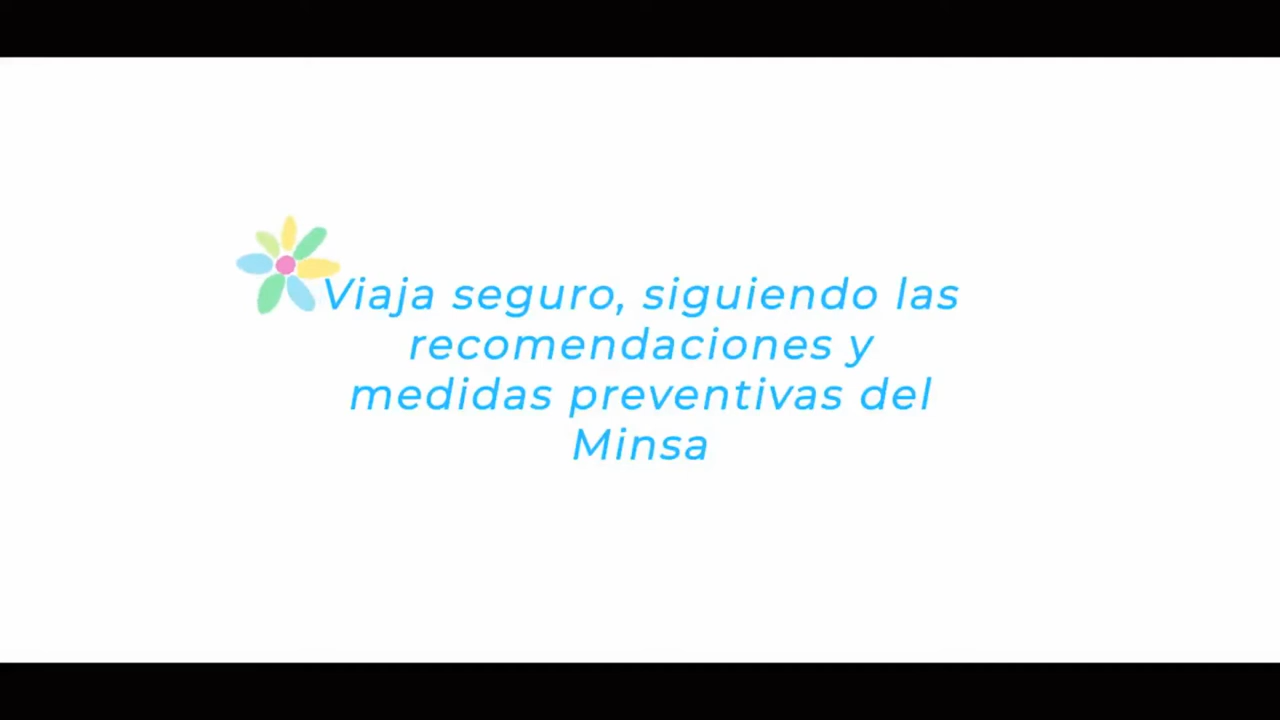 Viaja seguro, siguiendo las
recomendaciones y
medidas preventivas del
Minsa